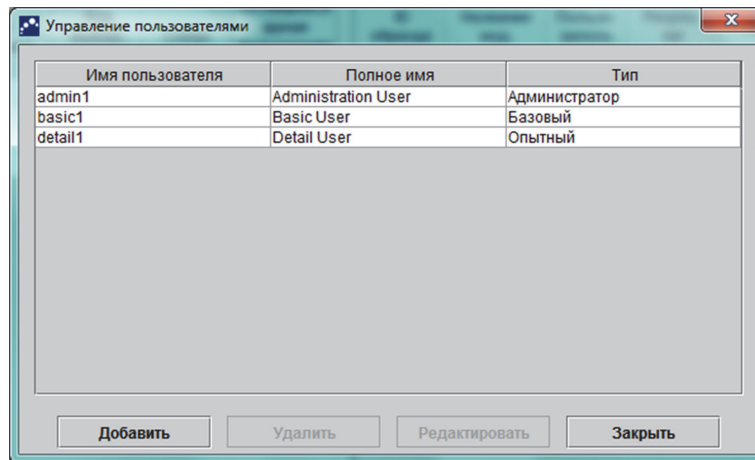 Управление пользователями
Имя пользователя Полное имя Тип
admin1 Administration User Администратор
basic1 Basic User Базовый
detail1 Detail User Опытный
Добавить Удалить Редактировать Закрыть